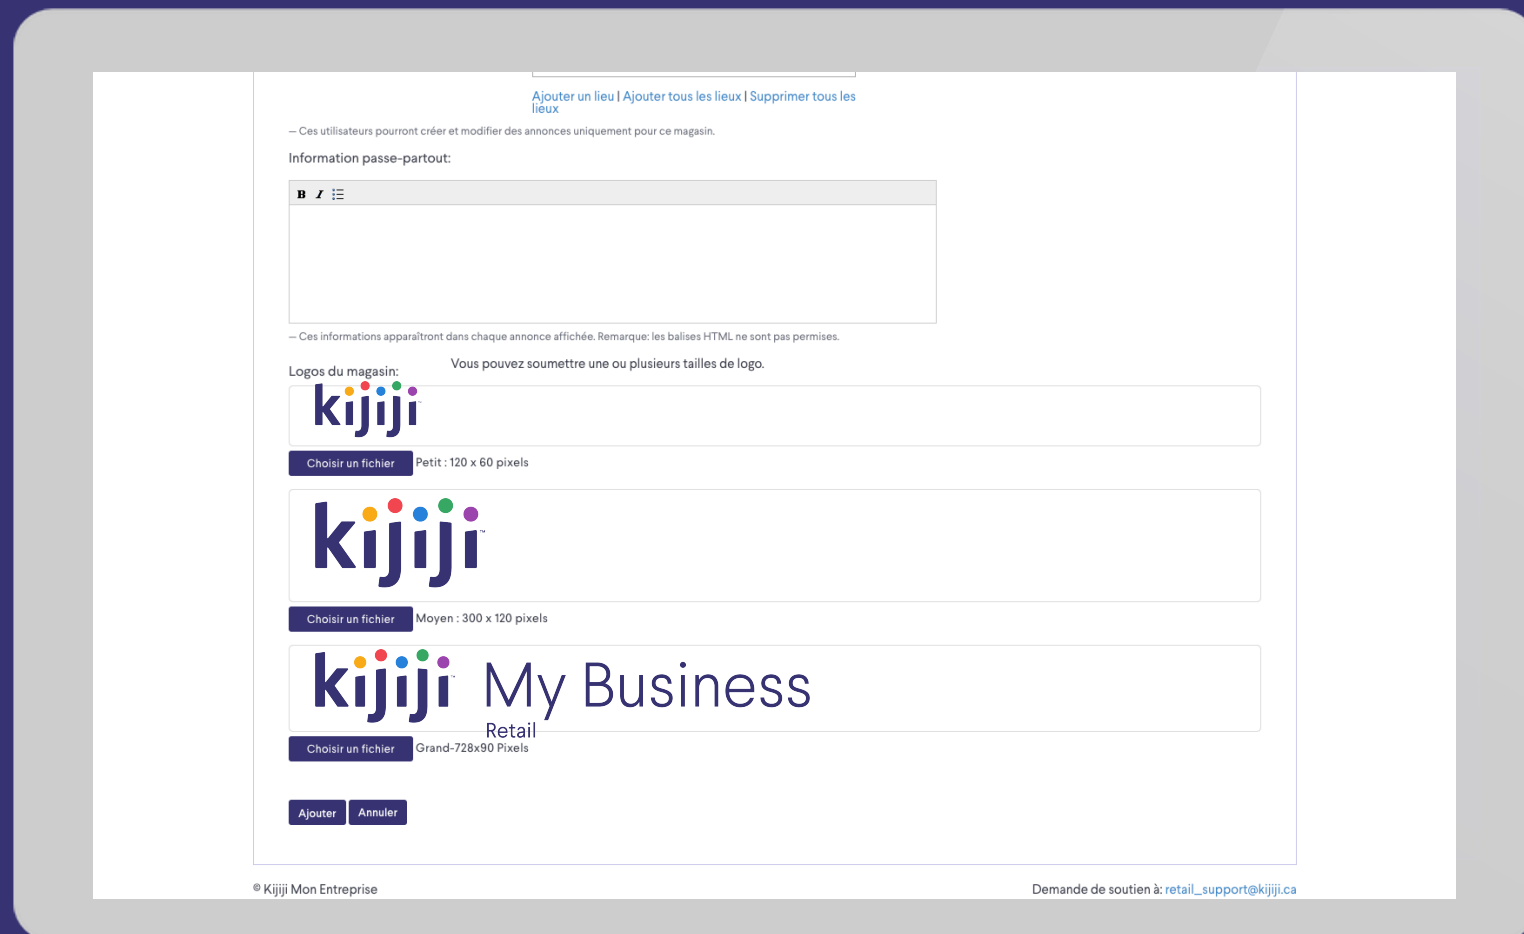 Ajouter un lieu | Ajouter tous les lieux | Supprimer tous les
lieux
— Ces utilisateurs pourront créer et modifier des annonces uniquement pour ce magasin.
Information passe-partout:
B I
— Ces informations apparaîtront dans chaque annonce affichée. Remarque: les balises HTML ne sont pas permises.
Logos du magasin:
Vous pouvez soumettre une ou plusieurs tailles de logo.
kijiji
Choisir un fichier Petit : 120 x 60 pixels
kijiji™
Choisir un fichier Moyen : 300 x 120 pixels
kijiji™ My Business
Retail
Choisir un fichier Grand-728x90 Pixels
Ajouter Annuler
© Kijiji Mon Entreprise
Demande de soutien à: retail_support@kijiji.ca